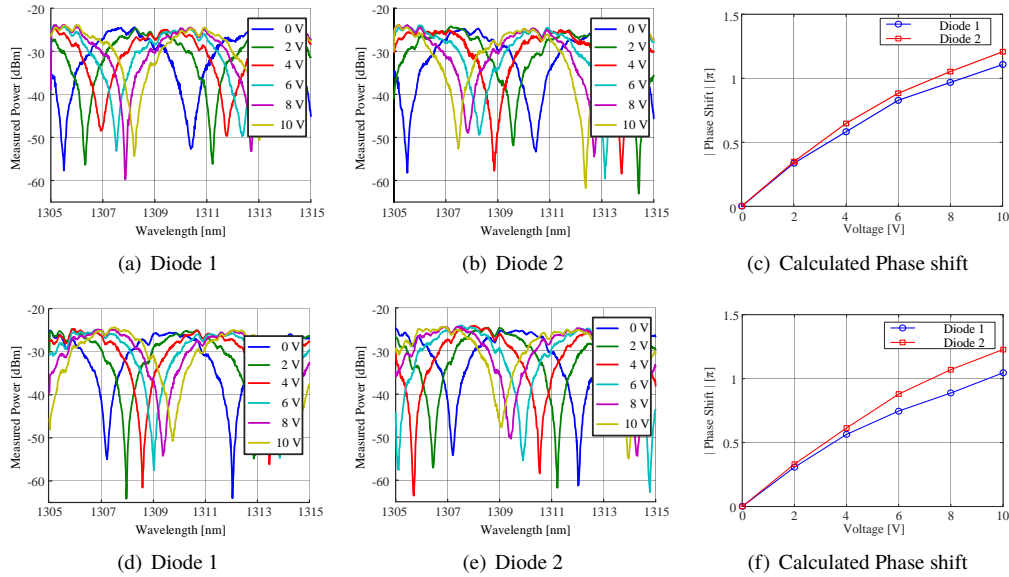 -20
-30
-40
-50
-60
Measured Power [dBm]
1305 1307 1309 1311 1313 1315
Wavelength [nm]
0 V
2 V
4 V
6 V
8 V
10 V
(a) Diode 1
-20
-30
-40
-50
-60
Measured Power [dBm]
1305 1307 1309 1311 1313 1315
Wavelength [nm]
0 V
2 V
4 V
6 V
8 V
10 V
(b) Diode 2
1.5
1
0.5
0
| Phase Shift | [π]
0 2 4 6 8 10
Voltage [V]
Diode 1
Diode 2
(c) Calculated Phase shift
-20
-30
-40
-50
-60
Measured Power [dBm]
1305 1307 1309 1311 1313 1315
Wavelength [nm]
0 V
2 V
4 V
6 V
8 V
10 V
(d) Diode 1
-20
-30
-40
-50
-60
Measured Power [dBm]
1305 1307 1309 1311 1313 1315
Wavelength [nm]
0 V
2 V
4 V
6 V
8 V
10 V
(e) Diode 2
1.5
1
0.5
0
| Phase Shift | [π]
0 2 4 6 8 10
Voltage [V]
Diode 1
Diode 2
(f) Calculated Phase shift